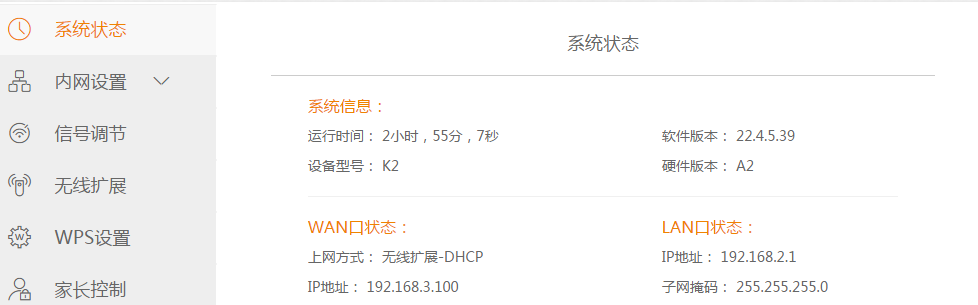 系统状态
内网设置
信号调节
无线扩展
WPS设置
家长控制
系统状态
系统信息：
运行时间： 2小时，55分，7秒
软件版本： 22.4.5.39
设备型号： K2
硬件版本： A2
WAN口状态：
LAN口状态：
上网方式： 无线扩展-DHCP
IP地址： 192.168.2.1
IP地址： 192.168.3.100
子网掩码： 255.255.255.0